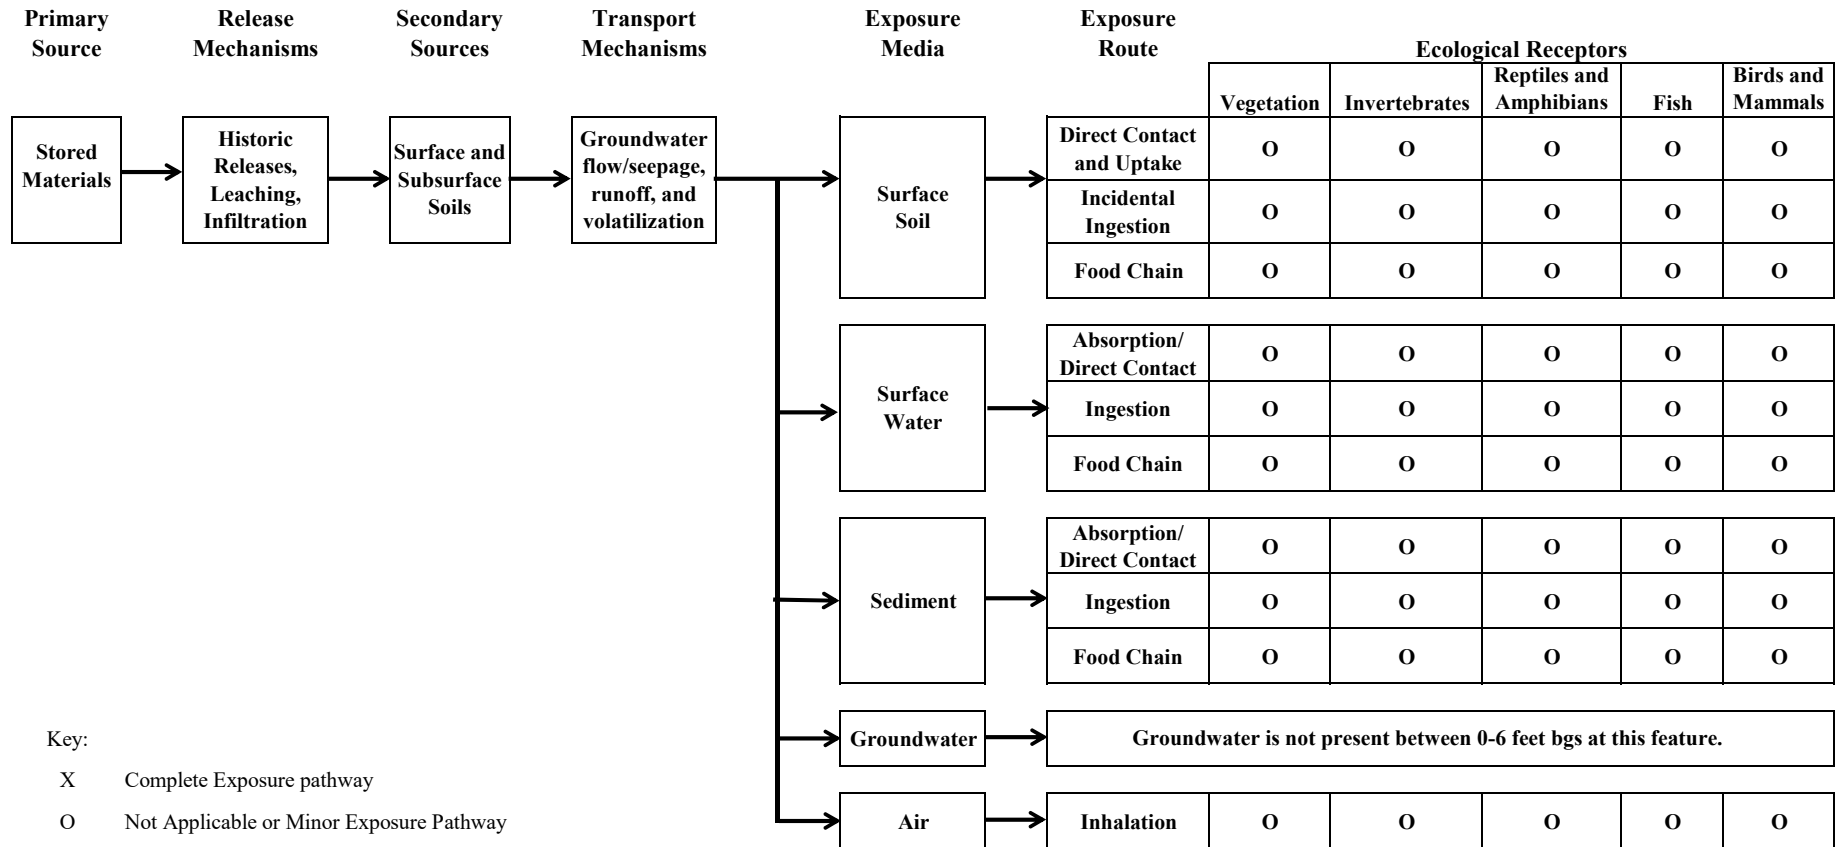 Primary Source
Release Mechanisms
Secondary Sources
Transport Mechanisms
Exposure Media
Exposure Route
Ecological Receptors
Vegetation
Invertebrates
Reptiles and
Amphibians
Fish
Birds and
Mammals
Stored
Materials
Historic
Releases,
Leaching,
Infiltration
Surface and
Subsurface
Soils
Groundwater
flow/seepage,
runoff, and
volatilization
Surface
Soil
Direct Contact
and Uptake
O O O O O
Incidental
Ingestion
O O O O O
Food Chain O O O O O
Surface
Water
Absorption/
Direct Contact
O O O O O
Ingestion O O O O O
Food Chain O O O O O
Sediment
Absorption/
Direct Contact
O O O O O
Ingestion O O O O O
Food Chain O O O O O
Groundwater
Groundwater is not present between 0-6 feet bgs at this feature.
Air
Inhalation O O O O O
Key:
X Complete Exposure pathway
O Not Applicable or Minor Exposure Pathway